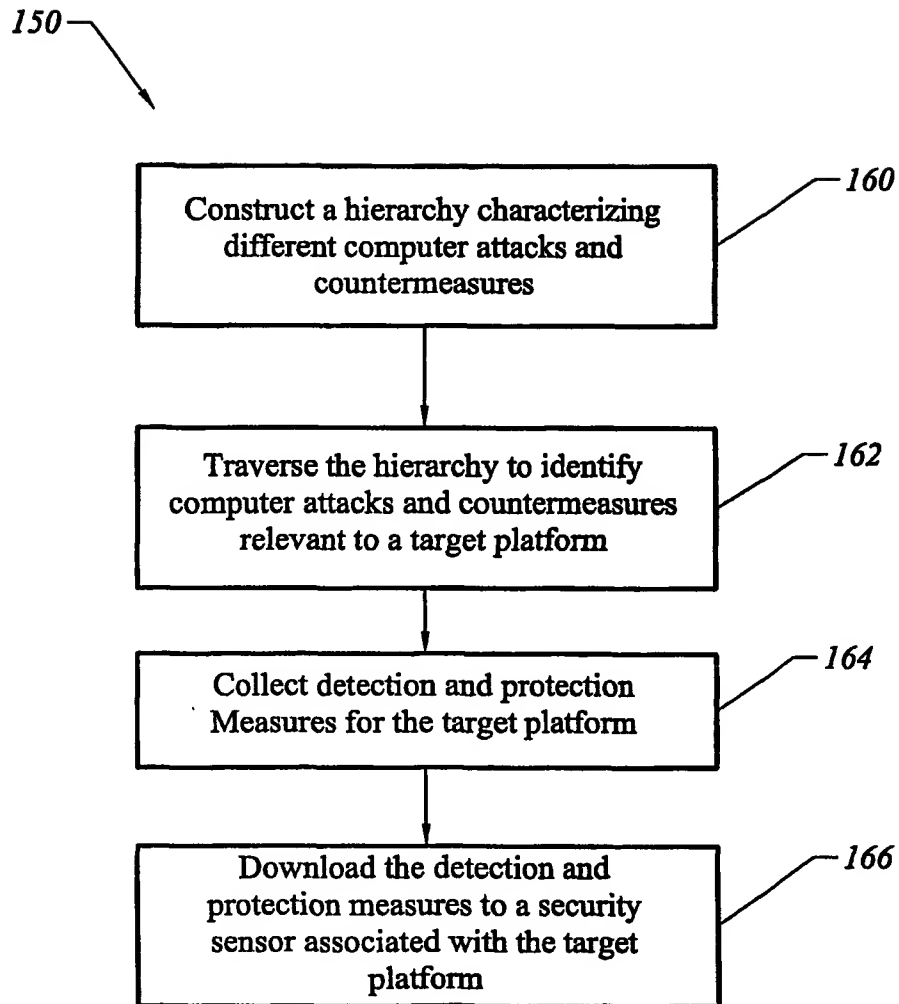 150
160
Construct a hierarchy characterizing
different computer attacks and
countermeasures
162
Traverse the hierarchy to identify
computer attacks and countermeasures
relevant to a target platform
164
Collect detection and protection
Measures for the target platform
166
Download the detection and
protection measures to a security
sensor associated with the target
platform